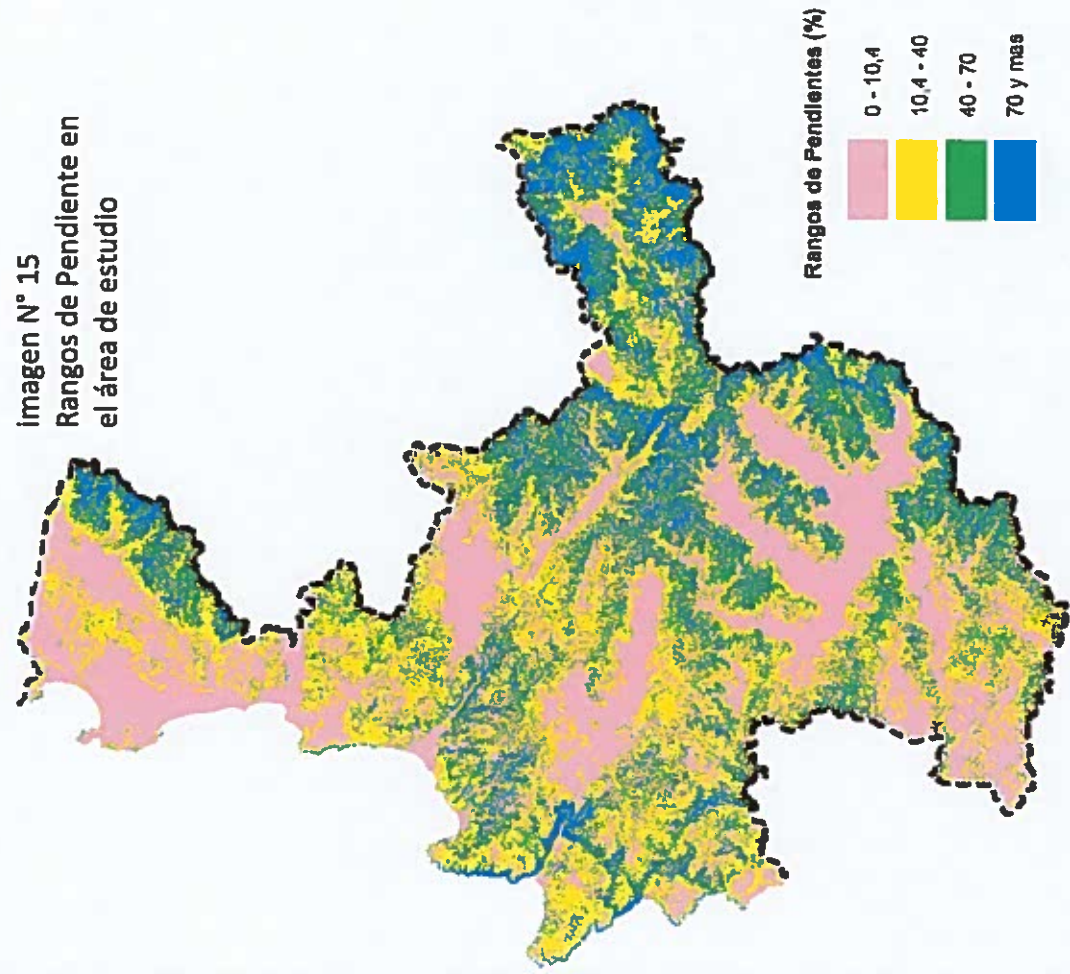 imagen N° 15
Rangos de Pendiente en
el área de estudio
Rangos de Pendientes (%)
0 - 10,4
10,4 - 40
40 - 70
70 y mas